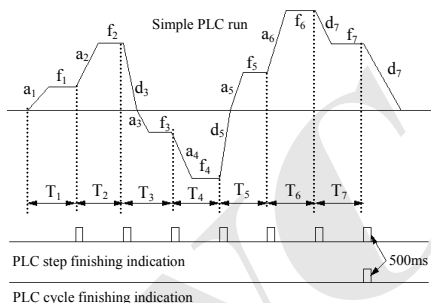 Simple PLC run
a1 f1 a2 f2 d3 a3 f3 a4 f4 d5 a5 f5 a6 f6 d7 f7 d7
T1 T2 T3 T4 T5 T6 T7
PLC step finishing indication
500ms
PLC cycle finishing indication